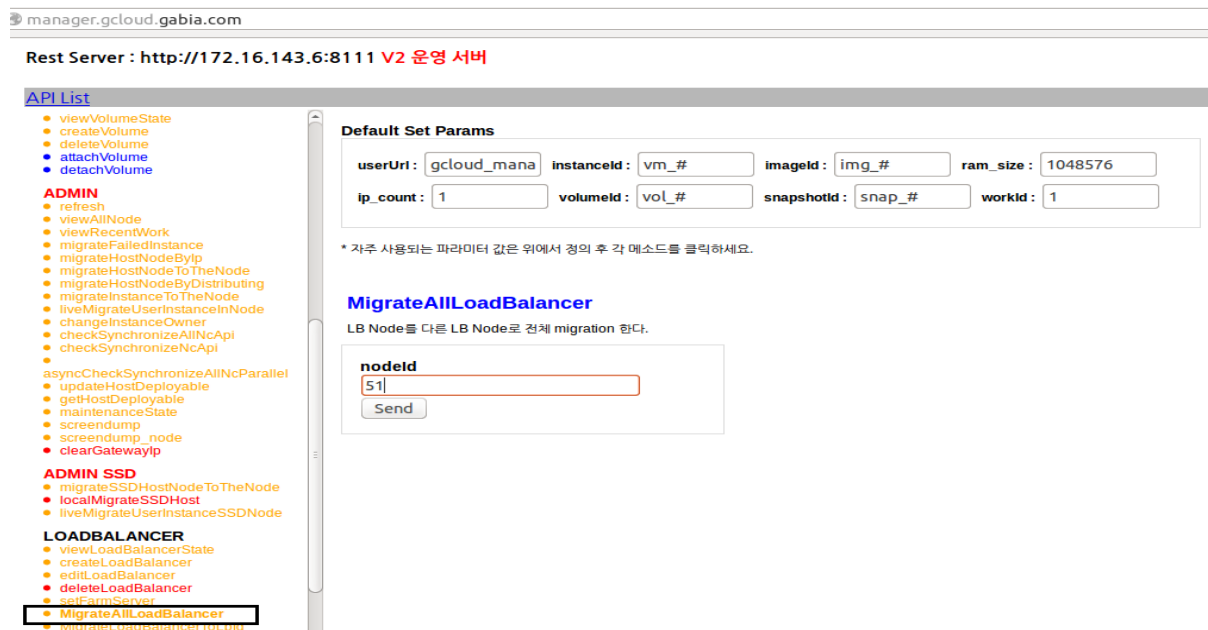 manager.gcloud.gabia.com
Rest Server : http://172.16.143.6:8111 V2 운영 서버
API List
viewVolumeState
createVolume
deleteVolume
attachVolume
detachVolume
ADMIN
refresh
viewAllNode
viewRecentWork
migrateFailedInstance
migrateHostNodeByIp
migrateHostNodeToTheNode
migrateHostNodeByDistributing
migrateInstanceToTheNode
liveMigrateUserInstanceInNode
changeInstanceOwner
checkSynchronizeAllNcApi
checkSynchronizeNcApi
asyncCheckSynchronizeAllNcParallel
updateHostDeployable
getHostDeployable
maintenanceState
screendump
screendump_node
clearGatewayIp
ADMIN SSD
migrateSSDHostNodeToTheNode
localMigrateSSDHost
liveMigrateUserInstanceSSDNode
LOADBALANCER
viewLoadBalancerState
createLoadBalancer
editLoadBalancer
deleteLoadBalancer
setFarmServer
MigrateAllLoadBalancer
Default Set Params
userUrl : gcloud_mana instanceId : vm_# imageId : img_# ram_size : 1048576
ip_count : 1 volumeId : vol_# snapshotId : snap_# workId : 1
* 자주 사용되는 파라미터 값은 위에서 정의 후 각 메소드를 클릭하세요.
MigrateAllLoadBalancer
LB Node를 다른 LB Node로 전체 migration 한다.
nodeId
51
Send